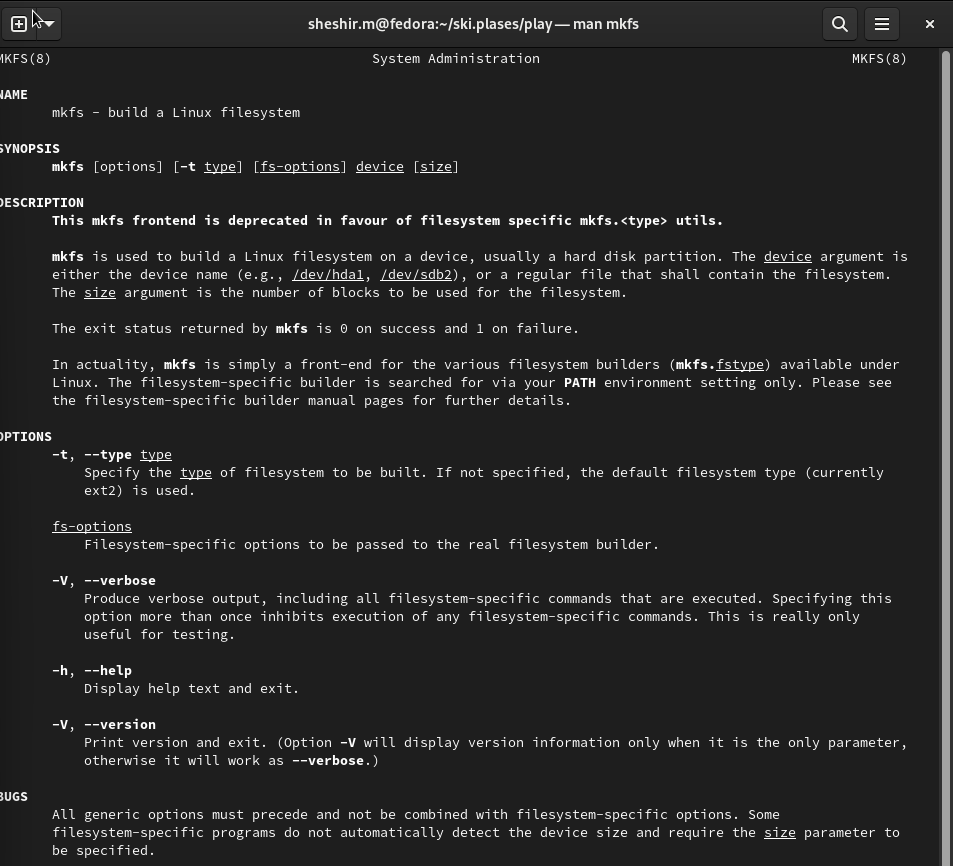 sheshir.m@fedora:~/ski.plases/play — man mkfs
MKFS(8) System Administration MKFS(8)
NAME
mkfs - build a Linux filesystem
SYNOPSIS
mkfs [options] [-t type] [fs-options] device [size]
DESCRIPTION
This mkfs frontend is deprecated in favour of filesystem specific mkfs.<type> utils.
mkfs is used to build a Linux filesystem on a device, usually a hard disk partition. The device argument is
either the device name (e.g., /dev/hda1, /dev/sdb2), or a regular file that shall contain the filesystem.
The size argument is the number of blocks to be used for the filesystem.
The exit status returned by mkfs is 0 on success and 1 on failure.
In actuality, mkfs is simply a front-end for the various filesystem builders (mkfs.fstype) available under
Linux. The filesystem-specific builder is searched for via your PATH environment setting only. Please see
the filesystem-specific builder manual pages for further details.
OPTIONS
-t, --type type
Specify the type of filesystem to be built. If not specified, the default filesystem type (currently
ext2) is used.
fs-options
Filesystem-specific options to be passed to the real filesystem builder.
-V, --verbose
Produce verbose output, including all filesystem-specific commands that are executed. Specifying this
option more than once inhibits execution of any filesystem-specific commands. This is really only
useful for testing.
-h, --help
Display help text and exit.
-V, --version
Print version and exit. (Option -V will display version information only when it is the only parameter,
otherwise it will work as --verbose.)
BUGS
All generic options must precede and not be combined with filesystem-specific options. Some
filesystem-specific programs do not automatically detect the device size and require the size parameter to
be specified.